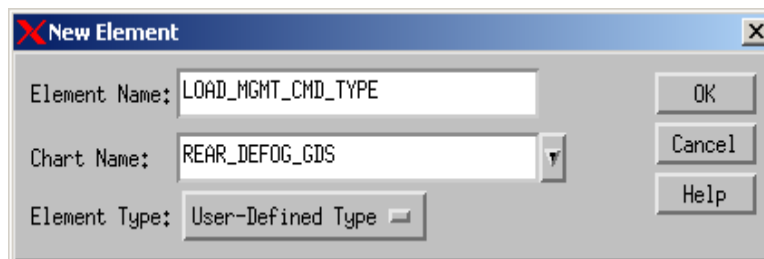 New Element
Element Name: LOAD_MGMT_CMD_TYPE
OK
Chart Name: REAR_DEFOG_GDS
Cancel
Help
Element Type: User-Defined Type